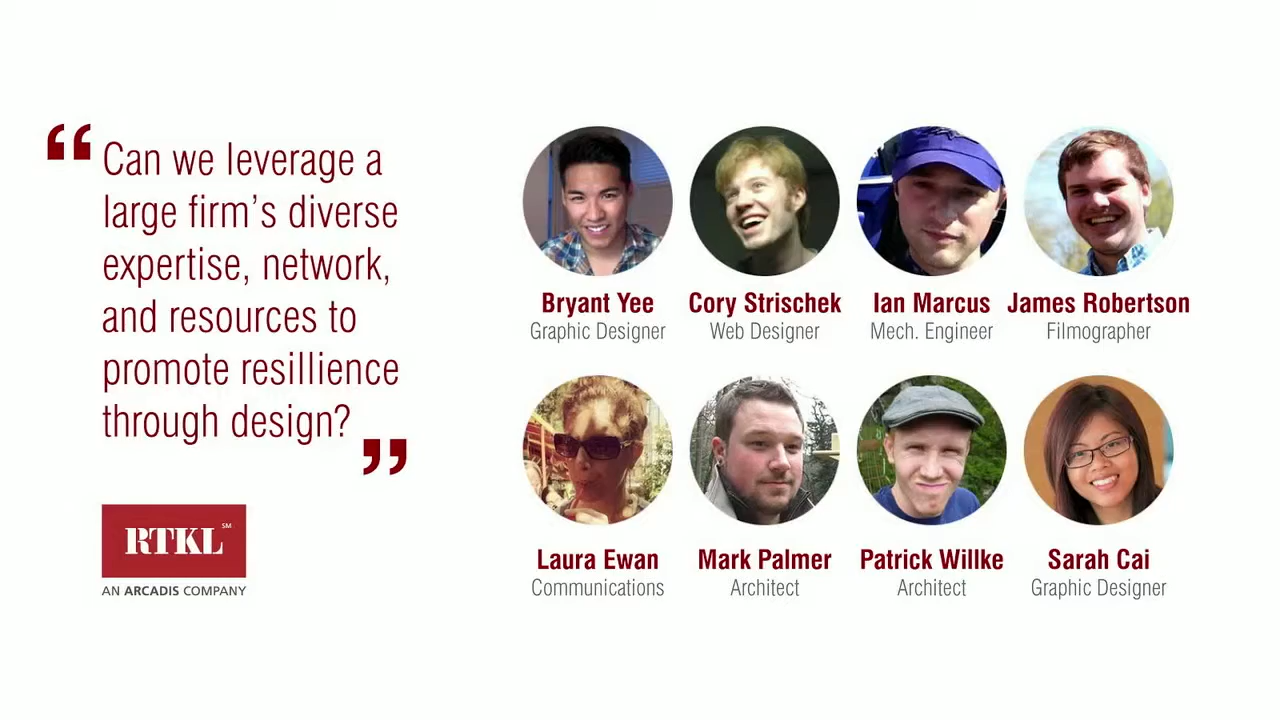 “ Can we leverage a
large firm’s diverse
expertise, network,
and resources to
promote resillience
through design? ”
RTKL℠
AN ARCADIS COMPANY
Bryant Yee
Graphic Designer
Cory Strischek
Web Designer
Ian Marcus
Mech. Engineer
James Robertson
Filmographer
Laura Ewan
Communications
Mark Palmer
Architect
Patrick Willke
Architect
Sarah Cai
Graphic Designer